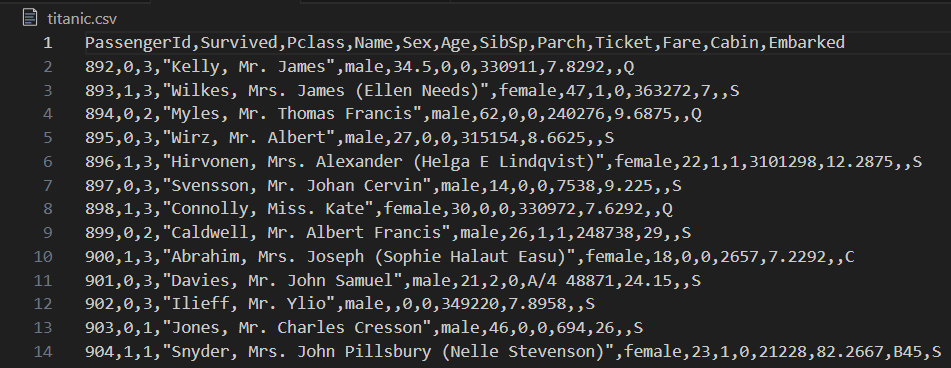 titanic.csv
1 PassengerId,Survived,Pclass,Name,Sex,Age,SibSp,Parch,Ticket,Fare,Cabin,Embarked
2 892,0,3,"Kelly, Mr. James",male,34.5,0,0,330911,7.8292,,Q
3 893,1,3,"Wilkes, Mrs. James (Ellen Needs)",female,47,1,0,363272,7,,S
4 894,0,2,"Myles, Mr. Thomas Francis",male,62,0,0,240276,9.6875,,Q
5 895,0,3,"Wirz, Mr. Albert",male,27,0,0,315154,8.6625,,S
6 896,1,3,"Hirvonen, Mrs. Alexander (Helga E Lindqvist)",female,22,1,1,3101298,12.2875,,S
7 897,0,3,"Svensson, Mr. Johan Cervin",male,14,0,0,7538,9.225,,S
8 898,1,3,"Connolly, Miss. Kate",female,30,0,0,330972,7.6292,,Q
9 899,0,2,"Caldwell, Mr. Albert Francis",male,26,1,1,248738,29,,S
10 900,1,3,"Abrahim, Mrs. Joseph (Sophie Halaut Easu)",female,18,0,0,2657,7.2292,,C
11 901,0,3,"Davies, Mr. John Samuel",male,21,2,0,A/4 48871,24.15,,S
12 902,0,3,"Ilieff, Mr. Ylio",male,,0,0,349220,7.8958,,S
13 903,0,1,"Jones, Mr. Charles Cresson",male,46,0,0,694,26,,S
14 904,1,1,"Snyder, Mrs. John Pillsbury (Nelle Stevenson)",female,23,1,0,21228,82.2667,B45,S